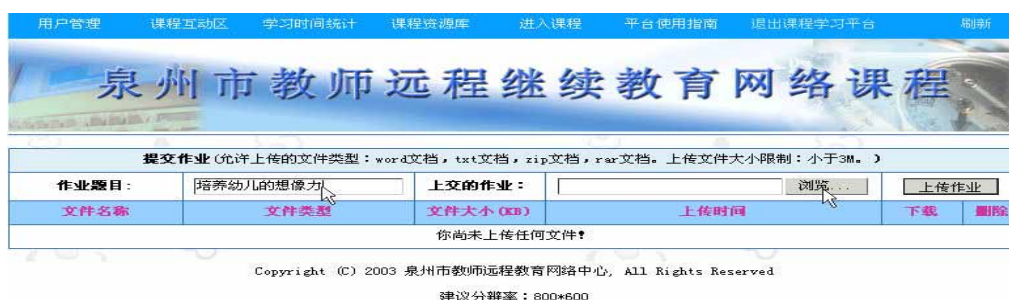 用户管理 课程互动区 学习时间统计 课程资源库 进入课程 平台使用指南 退出课程学习平台 刷新
泉州市教师远程继续教育网络课程
提交作业(允许上传的文件类型：word文档，txt文档，zip文档，rar文档。上传文件大小限制：小于3M。)
作业题目： 培养幼儿的想像力 上交的作业： 浏览... 上传作业
文件名称 文件类型 文件大小(KB) 上传时间 下载 删除
你尚未上传任何文件！
Copyright (C) 2003 泉州市教师远程教育网络中心, All Rights Reserved
建议分辨率：800*600